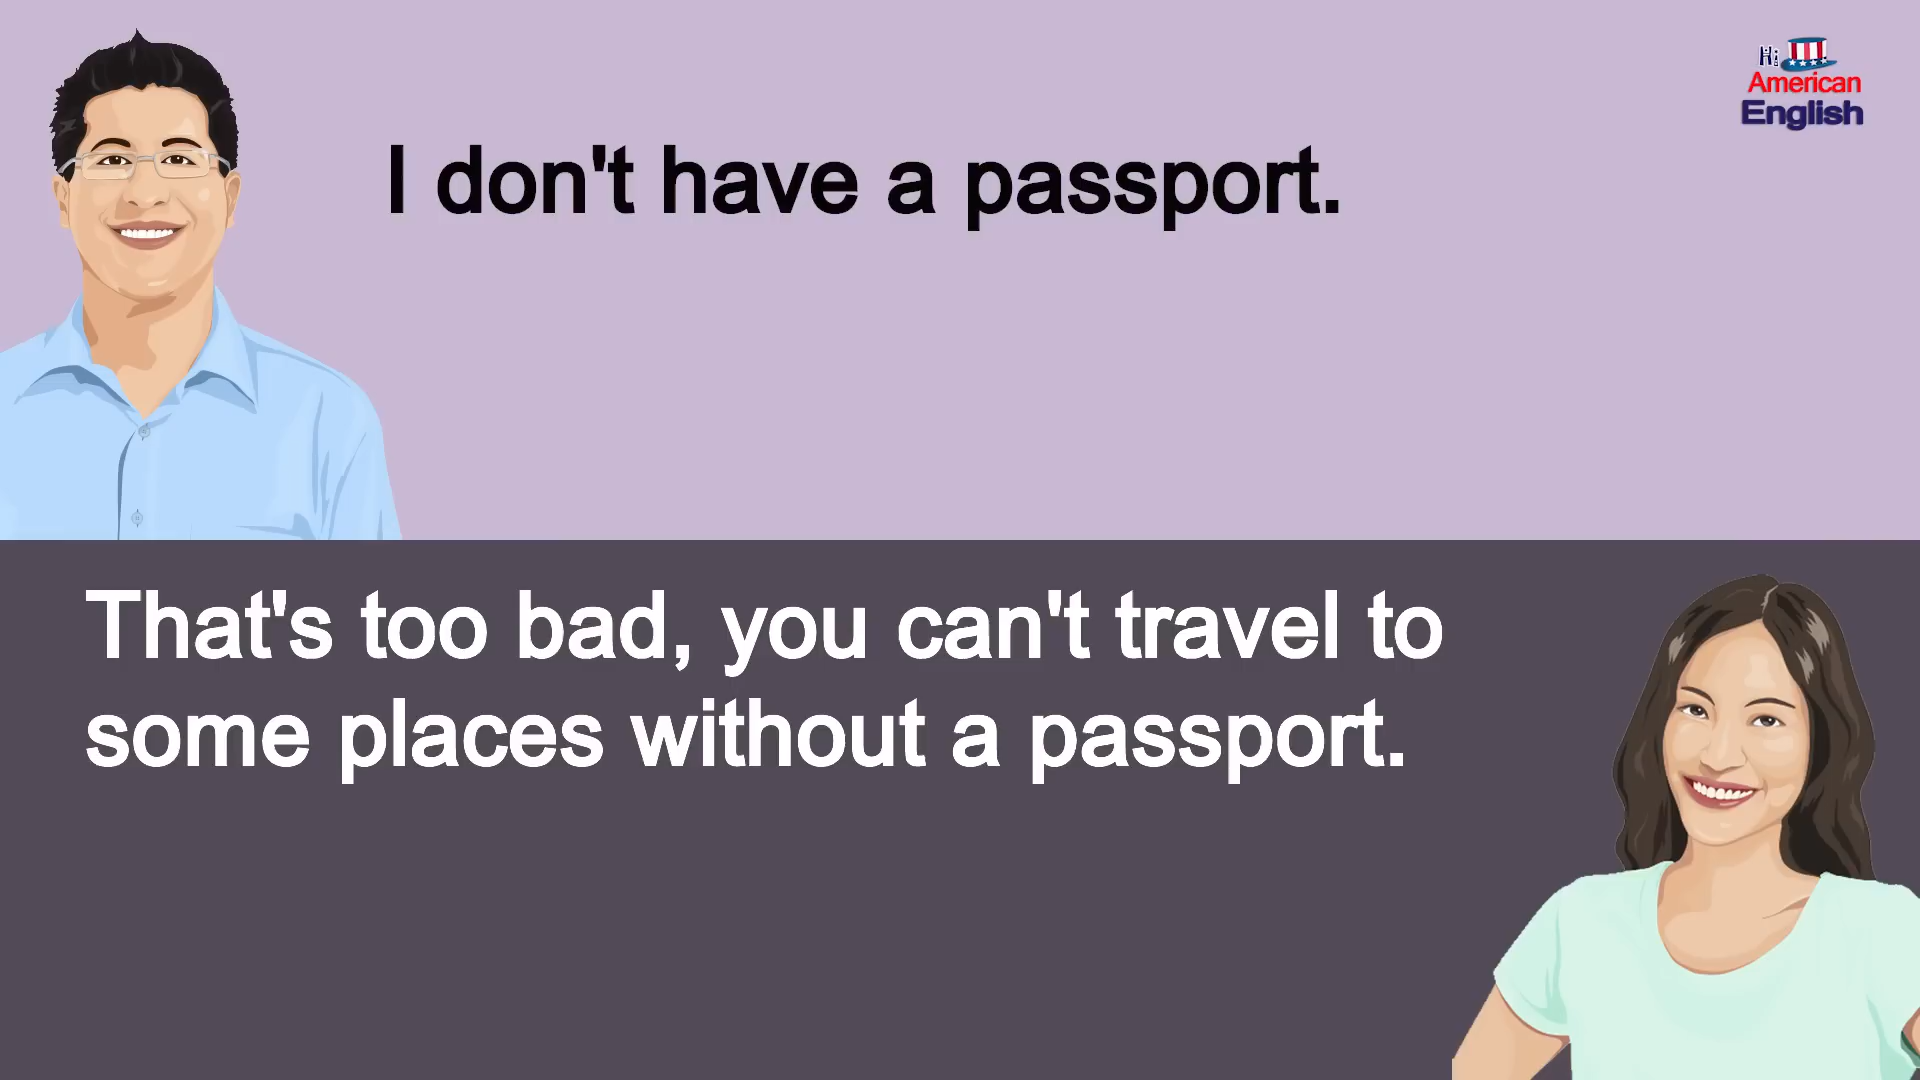 Hi
American
English
I don't have a passport.
That's too bad, you can't travel to
some places without a passport.